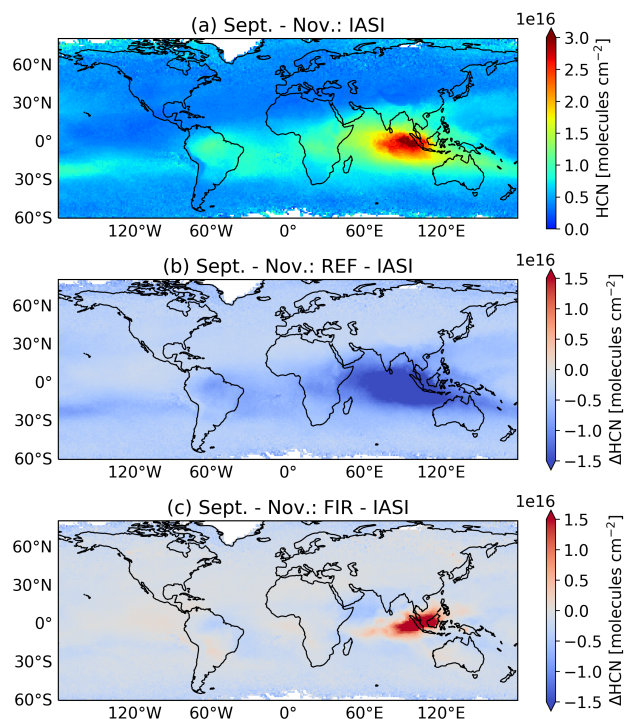 (a) Sept. - Nov.: IASI
1e16
60°N
30°N
0°
30°S
60°S
120°W 60°W 0° 60°E 120°E
3.0
2.5
2.0
1.5
1.0
0.5
0.0
HCN [molecules cm⁻²]
(b) Sept. - Nov.: REF - IASI
1e16
60°N
30°N
0°
30°S
60°S
120°W 60°W 0° 60°E 120°E
1.5
1.0
0.5
0.0
−0.5
−1.0
−1.5
ΔHCN [molecules cm⁻²]
(c) Sept. - Nov.: FIR - IASI
1e16
60°N
30°N
0°
30°S
60°S
120°W 60°W 0° 60°E 120°E
1.5
1.0
0.5
0.0
−0.5
−1.0
−1.5
ΔHCN [molecules cm⁻²]